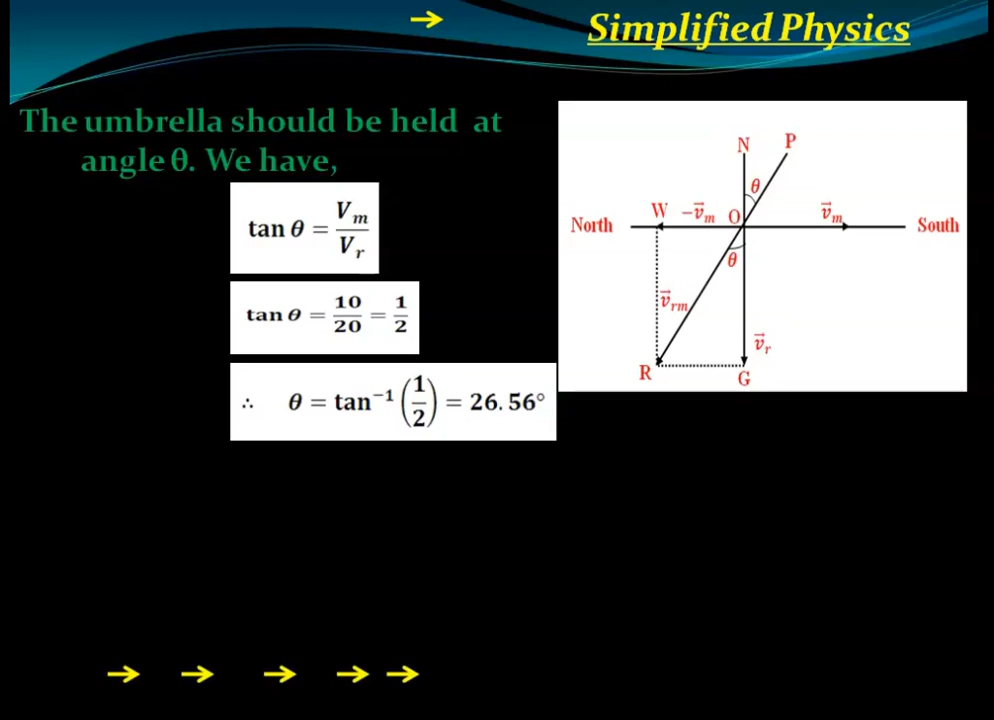 Simplified Physics
The umbrella should be held at
angle θ. We have,
tan θ = V_m / V_r
tan θ = 10/20 = 1/2
∴ θ = tan⁻¹ (1/2) = 26.56°
N P
θ
W −v⃗_m O v⃗_m
North South
θ
v⃗_rm
v⃗_r
R G